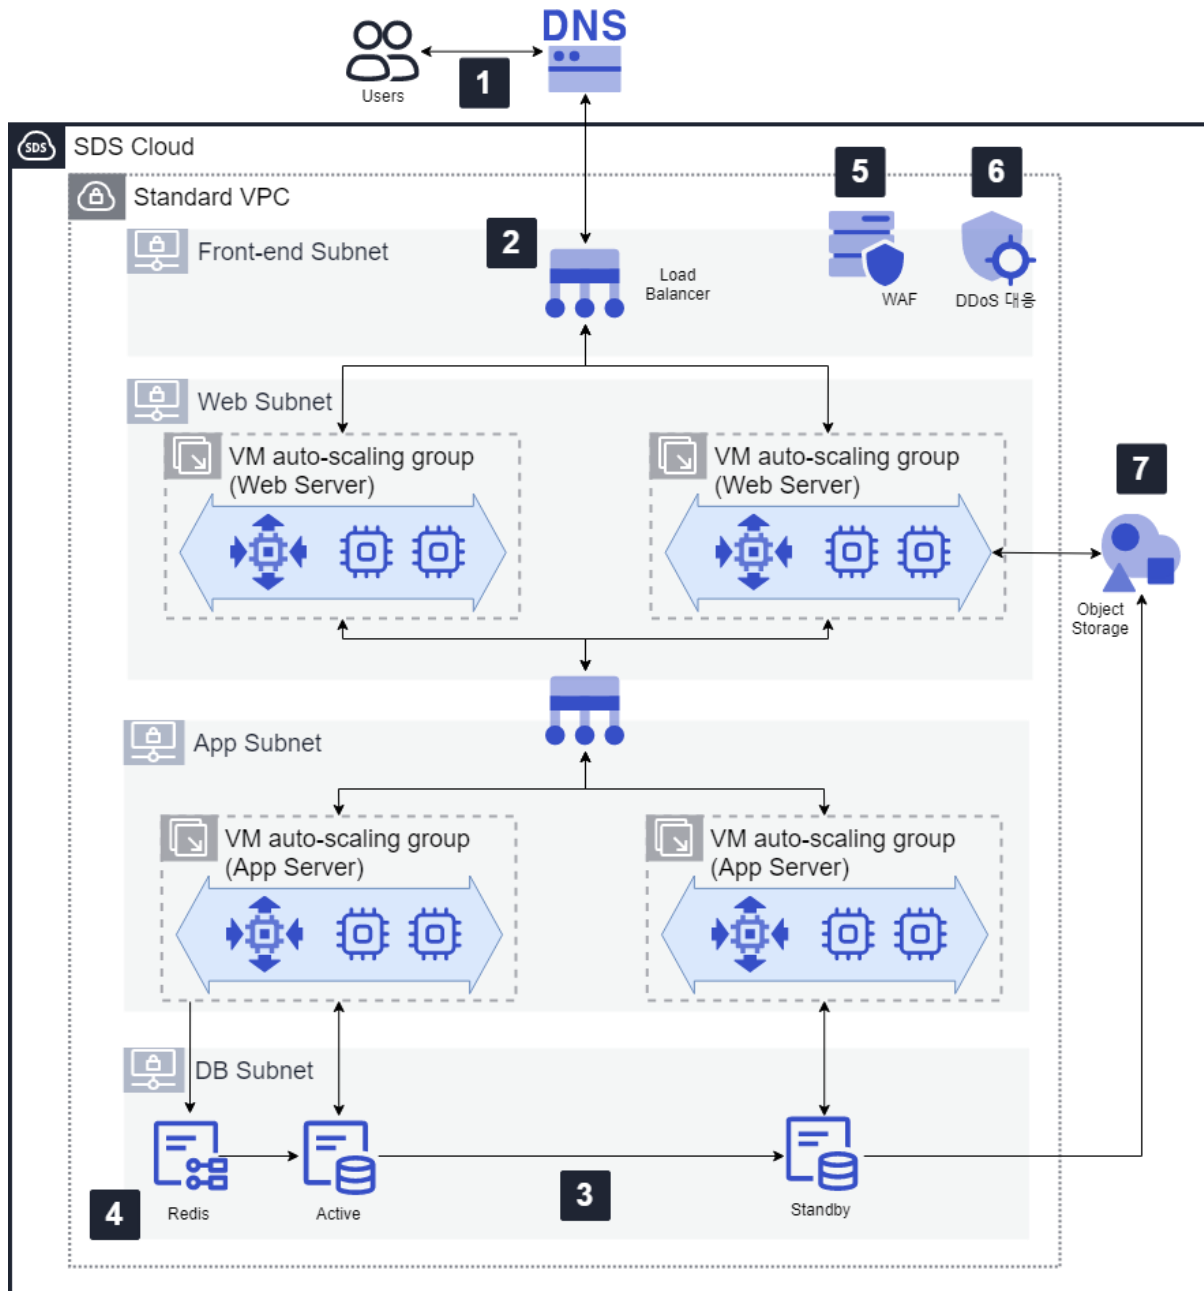 DNS
Users
1
SDS
SDS Cloud
Standard VPC
5
6
2
Front-end Subnet
Load
Balancer
WAF
DDoS 대응
Web Subnet
VM auto-scaling group
(Web Server)
VM auto-scaling group
(Web Server)
7
Object
Storage
App Subnet
VM auto-scaling group
(App Server)
VM auto-scaling group
(App Server)
DB Subnet
3
4
Redis
Active
Standby